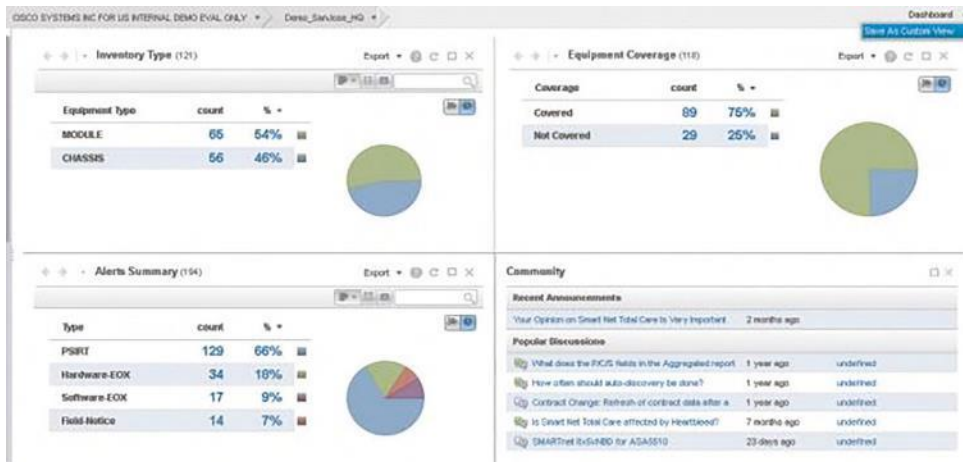 CISCO SYSTEMS INC FOR US INTERNAL DEMO EVAL ONLY
Demo_SanJose_HQ
Dashboard
Save As Custom View
Inventory Type (121)
Export
Equipment Type count %
MODULE 65 54%
CHASSIS 56 46%
Equipment Coverage (118)
Export
Coverage count %
Covered 89 75%
Not Covered 29 25%
Alerts Summary (194)
Export
Type count %
PSIRT 129 66%
Hardware-EOX 34 18%
Software-EOX 17 9%
Field-Notice 14 7%
Community
Recent Announcements
Your Opinion on Smart Net Total Care Is Very Important 2 months ago
Popular Discussions
What does the P/C/S fields in the Aggregated report 1 year ago undefined
How often should auto-discovery be done? 1 year ago undefined
Contract Change: Refresh of contract data after a 1 year ago undefined
Is Smart Net Total Care affected by Heartbleed? 7 months ago undefined
SMARTnet 8x5xNBD for ASA5510 23 days ago undefined